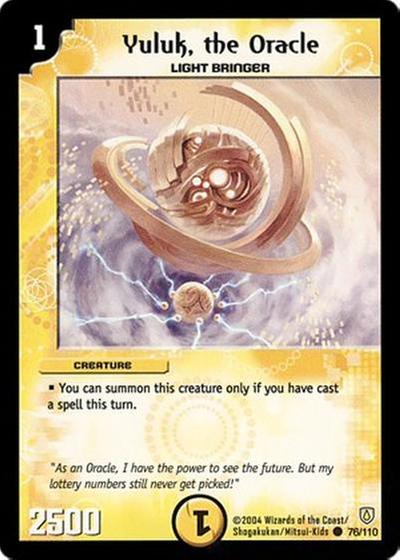 1
Yuluk, the Oracle
LIGHT BRINGER
CREATURE
▪ You can summon this creature only if you have cast
a spell this turn.
"As an Oracle, I have the power to see the future. But my
lottery numbers still never get picked!"
2500
1
©2004 Wizards of the Coast/
Shogakukan/Mitsui-Kids ● 76/110